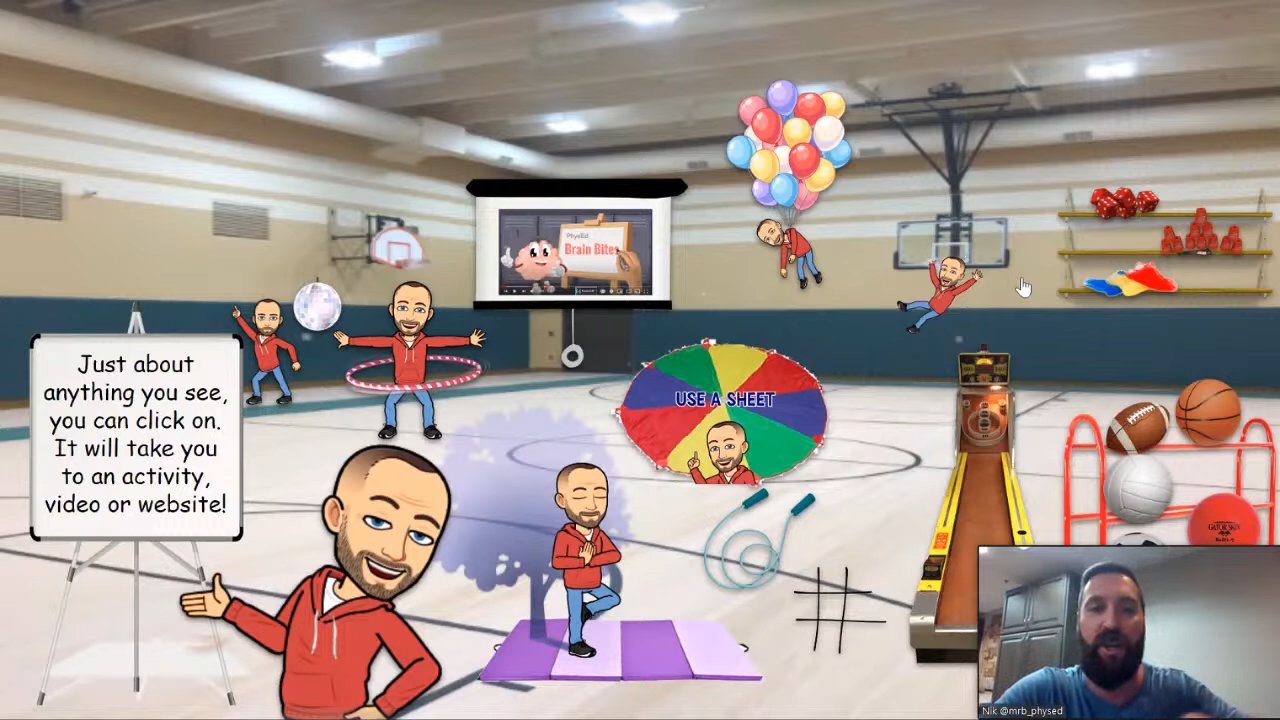 PhysEd
Brain Bites
Just about
anything you see,
you can click on.
It will take you
to an activity,
video or website!
USE A SHEET
Nik @mrb_physed